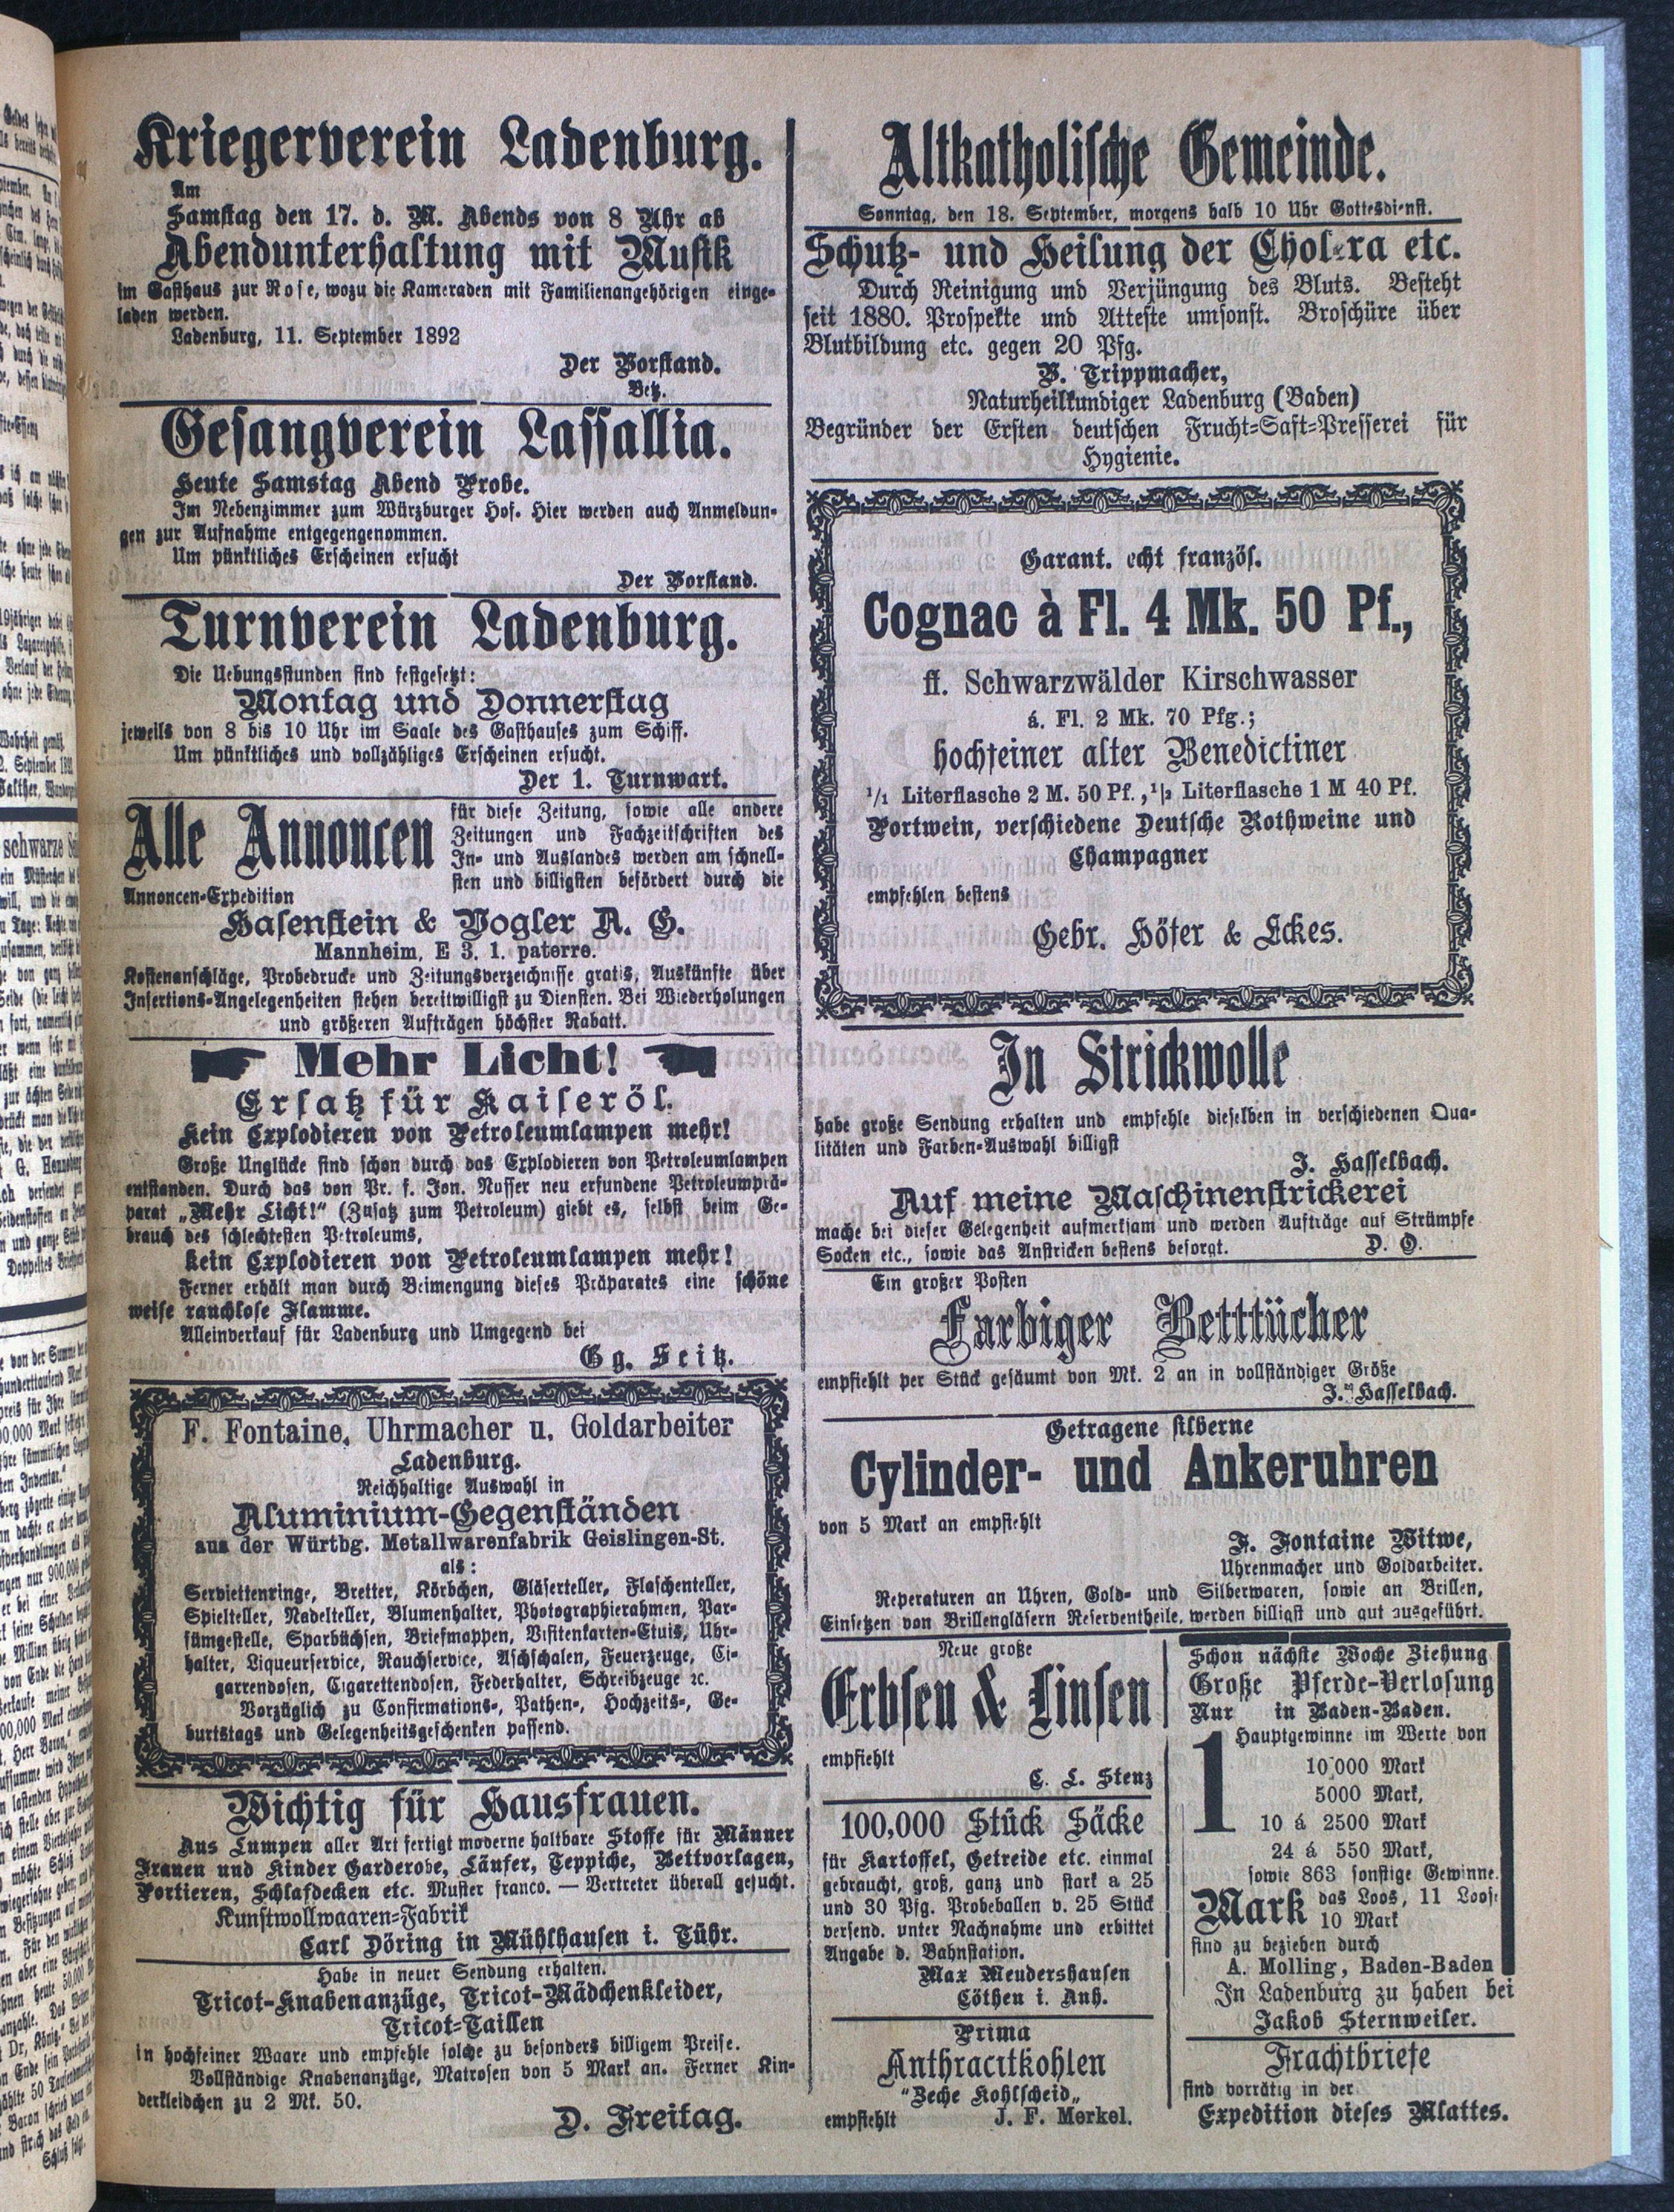 Kriegerverein Ladenburg.
Am
Samstag den 17. d. M. Abends von 8 Uhr ab
Abendunterhaltung mit Musik
im Gasthaus zur Rose, wozu die Kameraden mit Familienangehörigen einge-
laden werden.
Ladenburg, 11. September 1892
Der Vorstand.
Betz.
Gesangverein Lassallia.
Heute Samstag Abend Probe.
Im Nebenzimmer zum Würzburger Hof. Hier werden auch Anmeldun-
gen zur Aufnahme entgegengenommen.
Um pünktliches Erscheinen ersucht
Der Vorstand.
Turnverein Ladenburg.
Die Uebungsstunden sind festgesetzt:
Montag und Donnerstag
jeweils von 8 bis 10 Uhr im Saale des Gasthauses zum Schiff.
Um pünktliches und vollzähliges Erscheinen ersucht.
Der 1. Turnwart.
Alle Annoncen
für diese Zeitung, sowie alle andere
Zeitungen und Fachzeitschriften des
In- und Auslandes werden am schnell-
sten und billigsten befördert durch die
Annoncen-Expedition
Hasenstein & Vogler A. G.
Mannheim, E 3. 1. paterre.
Kostenanschläge, Probedrucke und Zeitungsverzeichnisse gratis, Auskünfte über
Insertions-Angelegenheiten stehen bereitwilligst zu Diensten. Bei Wiederholungen
und größeren Aufträgen höchster Rabatt.
Mehr Licht!
Ersatz für Kaiseröl.
Kein Explodieren von Petroleumlampen mehr!
Große Unglücke sind schon durch das Explodieren von Petroleumlampen
entstanden. Durch das von Pr. f. Jon. Nusser neu erfundene Petroleumprä-
parat „Mehr Licht!" (Zusatz zum Petroleum) giebt es, selbst beim Ge-
brauch des schlechtesten Petroleums,
kein Explodieren von Petroleumlampen mehr!
Ferner erhält man durch Beimengung dieses Präparates eine schöne
weise rauchlose Flamme.
Alleinverkauf für Ladenburg und Umgegend bei
Gg. Seitz.
F. Fontaine, Uhrmacher u. Goldarbeiter
Ladenburg.
Reichhaltige Auswahl in
Aluminium-Gegenständen
aus der Württbg. Metallwarenfabrik Geislingen-St.
als:
Serviettenringe, Bretter, Körbchen, Gläserteller, Flaschenteller,
Spielteller, Nadelteller, Blumenhalter, Photographierahmen, Par-
fümgestelle, Sparbüchsen, Briefmappen, Visitenkarten-Etuis, Uhr-
halter, Liqueurservice, Rauchservice, Aschschalen, Feuerzeuge, Ci-
garrendosen, Cigarettendosen, Federhalter, Schreibzeuge ꝛc.
Vorzüglich zu Confirmations-, Pathen-, Hochzeits-, Ge-
burtstags und Gelegenheitsgeschenken passend.
Wichtig für Hausfrauen.
Aus Lumpen aller Art fertigt moderne haltbare Stoffe für Männer
Frauen und Kinder Garderobe, Läufer, Teppiche, Bettvorlagen,
Portieren, Schlafdecken etc. Muster franco. — Vertreter überall gesucht.
Kunstwollwaaren-Fabrik
Carl Döring in Mühlhausen i. Tühr.
Habe in neuer Sendung erhalten.
Tricot-Knabenanzüge, Tricot-Mädchenkleider,
Tricot-Taillen
in hochfeiner Waare und empfehle solche zu besonders billigem Preise.
Vollständige Knabenanzüge, Matrosen von 5 Mark an. Ferner Kin-
derkleidchen zu 2 Mk. 50.
D. Freitag.
Altkatholische Gemeinde.
Sonntag, den 18. September, morgens halb 10 Uhr Gottesdienst.
Schutz- und Heilung der Cholera etc.
Durch Reinigung und Verjüngung des Bluts. Besteht
seit 1880. Prospekte und Atteste umsonst. Broschüre über
Blutbildung etc. gegen 20 Pfg.
B. Trippmacher,
Naturheilkundiger Ladenburg (Baden)
Begründer der Ersten deutschen Frucht-Saft-Presserei für
Hygienie.
Garant. echt französ.
Cognac à Fl. 4 Mk. 50 Pf.,
ff. Schwarzwälder Kirschwasser
á. Fl. 2 Mk. 70 Pfg.;
hochfeiner alter Benedictiner
1/1 Literflasche 2 M. 50 Pf., 1/2 Literflasche 1 M 40 Pf.
Portwein, verschiedene Deutsche Rothweine und
Champagner
empfehlen bestens
Gebr. Höfer & Eckes.
In Strickwolle
habe große Sendung erhalten und empfehle dieselben in verschiedenen Qua-
litäten und Farben-Auswahl billigst
J. Hasselbach.
Auf meine Maschinenstrickerei
mache bei dieser Gelegenheit aufmerksam und werden Aufträge auf Strümpfe
Socken etc., sowie das Anstricken bestens besorgt. D. O.
Ein großer Posten
Farbiger Betttücher
empfiehlt per Stück gesäumt von Mk. 2 an in vollständiger Größe
J. Hasselbach.
Getragene silberne
Cylinder- und Ankeruhren
von 5 Mark an empfiehlt
F. Fontaine Witwe,
Uhrenmacher und Goldarbeiter.
Reperaturen an Uhren, Gold- und Silberwaren, sowie an Brillen,
Einsetzen von Brillengläsern Reserventheile, werden billigst und gut ausgeführt.
Neue große
Erbsen & Linsen
empfiehlt
C. L. Stenz
100,000 Stück Säcke
für Kartoffel, Getreide etc. einmal
gebraucht, groß, ganz und stark a 25
und 30 Pfg. Probeballen v. 25 Stück
versend. unter Nachnahme und erbittet
Angabe d. Bahnstation.
Max Meudershausen
Cöthen i. Anh.
Prima
Anthracitkohlen
"Zeche Kohlscheid„
empfiehlt J. F. Merkel.
Schon nächste Woche Ziehung
Große Pferde-Verlosung
Nur in Baden-Baden.
1
Hauptgewinne im Werte von
10,000 Mark
5000 Mark,
10 á 2500 Mark
24 á 550 Mark,
sowie 863 sonstige Gewinne.
Mark
das Loos, 11 Loose
10 Mark
sind zu beziehen durch
A. Molling, Baden-Baden
In Ladenburg zu haben bei
Jakob Sternweiler.
Frachtbriefe
sind vorrätig in der
Expedition dieses Blattes.